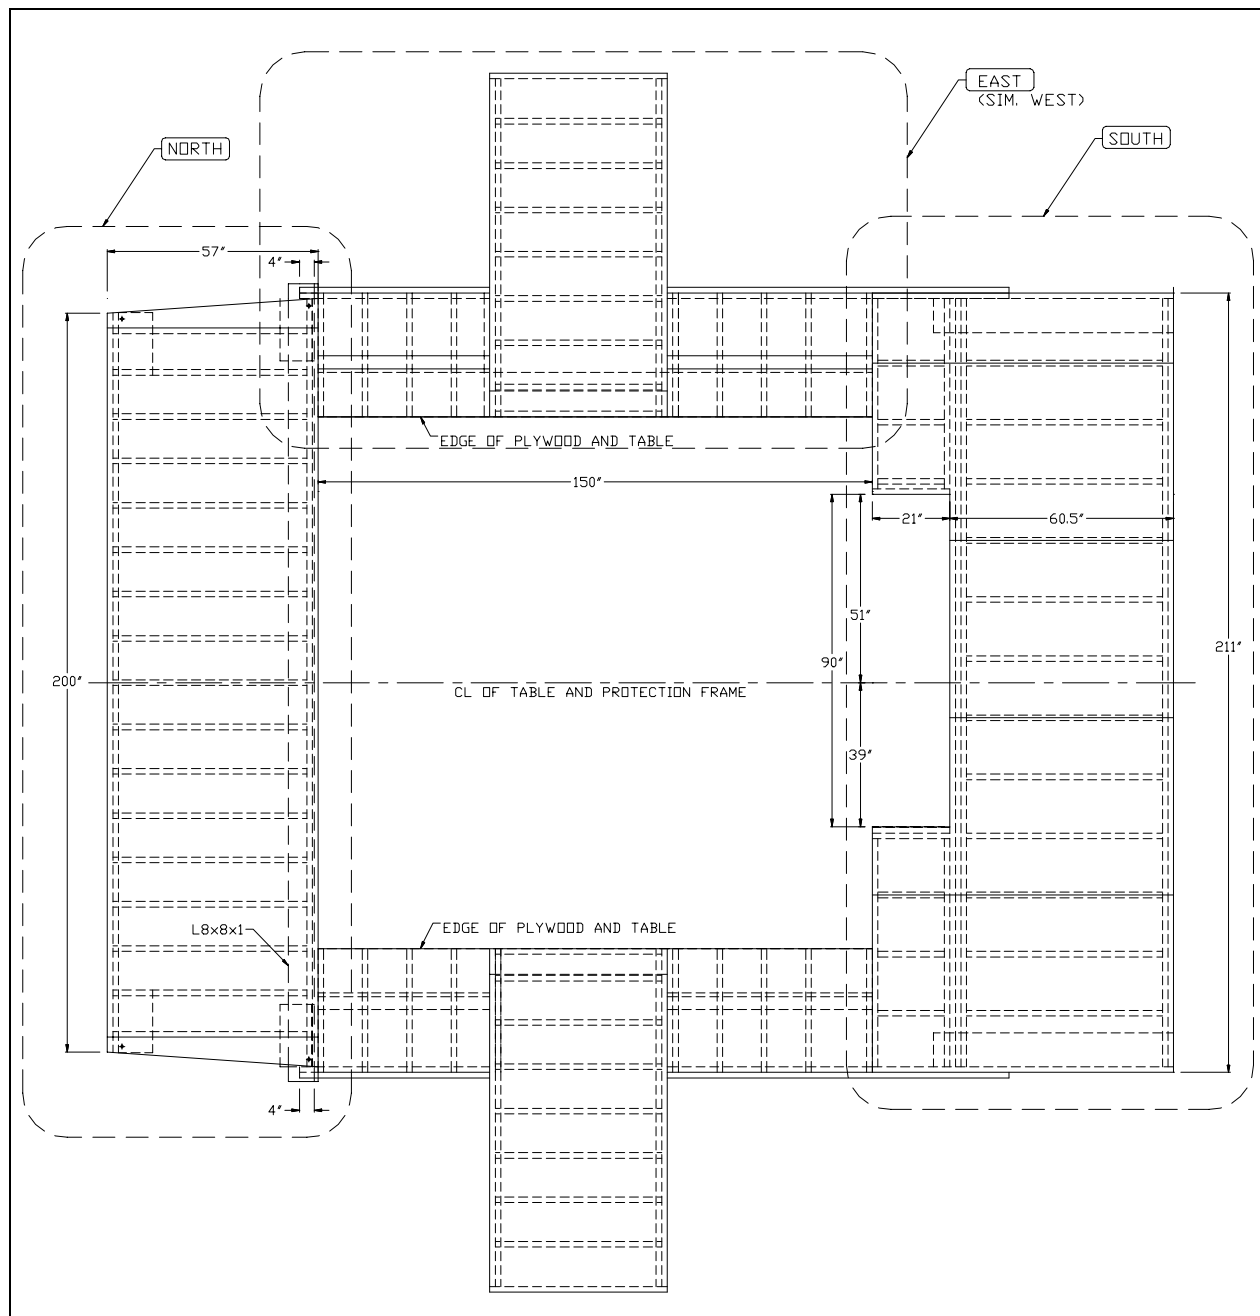 EAST
(SIM. WEST)
SOUTH
NORTH
57"
4"
EDGE OF PLYWOOD AND TABLE
150"
21"
60.5"
51"
90"
211"
200"
CL OF TABLE AND PROTECTION FRAME
39"
L8x8x1
EDGE OF PLYWOOD AND TABLE
4"